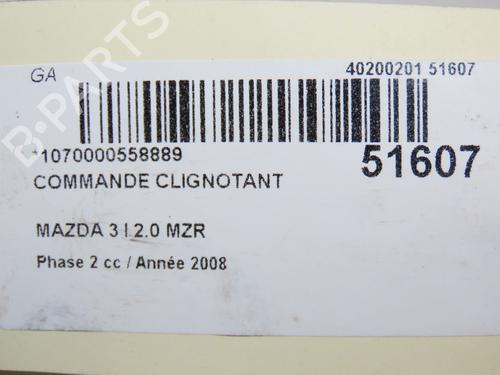 GA
40200201 51607
*1070000558889
51607
COMMANDE CLIGNOTANT
MAZDA 3 I 2.0 MZR
Phase 2 cc / Année 2008
B-PARTS